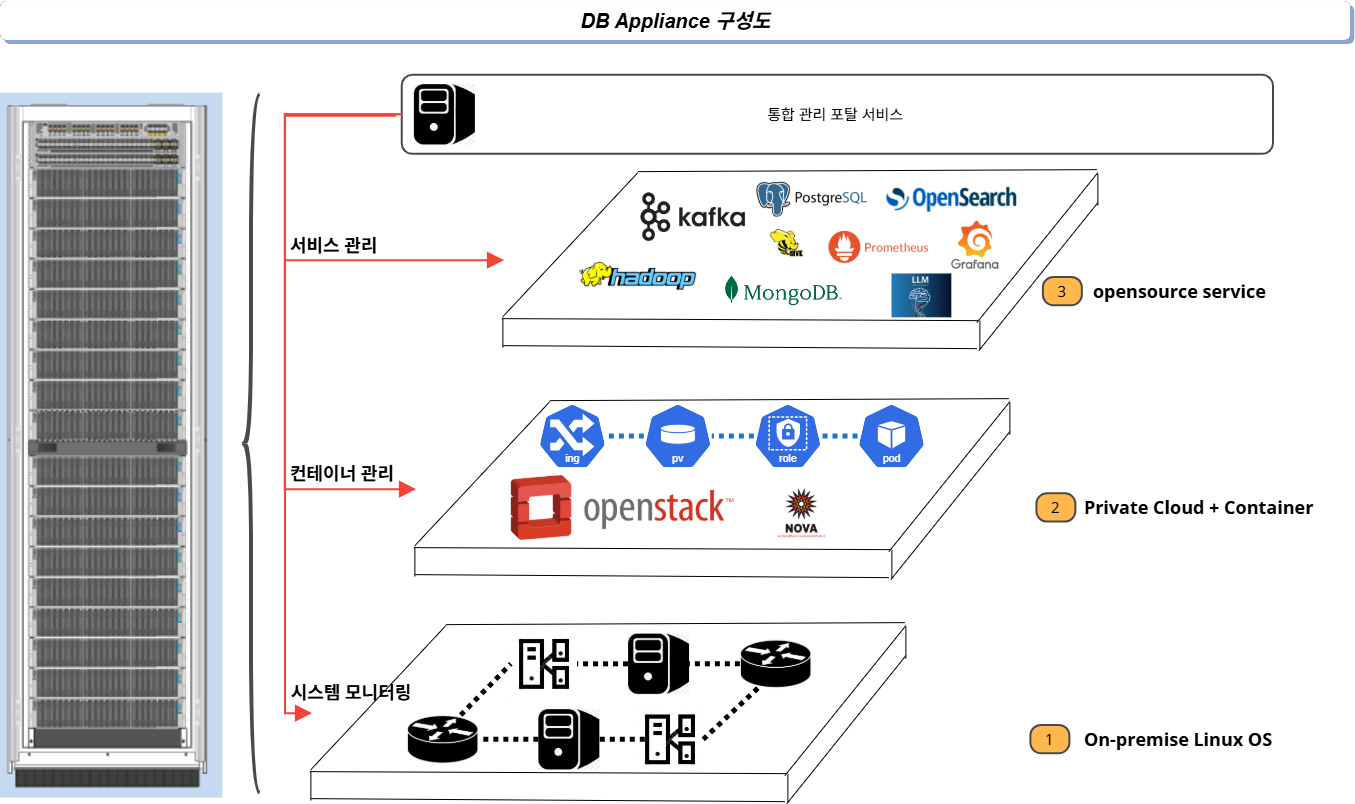 DB Appliance 구성도
통합 관리 포탈 서비스
서비스 관리
kafka
PostgreSQL
OpenSearch
HIVE
Prometheus
Grafana
hadoop
MongoDB.
LLM
3 opensource service
컨테이너 관리
ing
pv
role
pod
openstack™
NOVA
2 Private Cloud + Container
시스템 모니터링
1 On-premise Linux OS